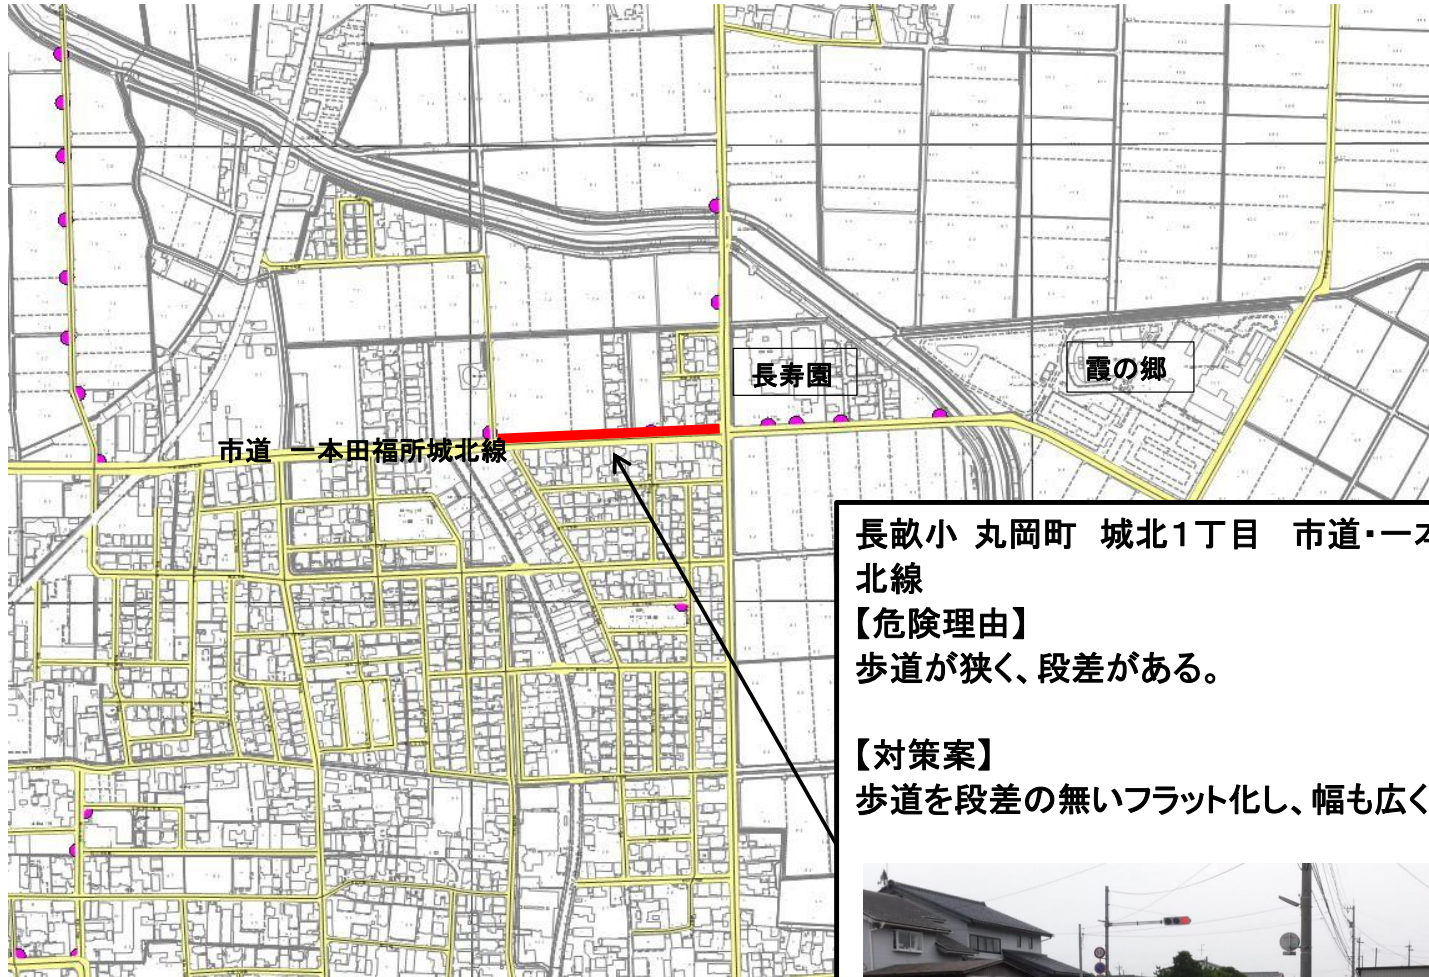 長寿園
霞の郷
市道　一本田福所城北線
長畝小 丸岡町　城北1丁目　市道・一本
北線
【危険理由】
歩道が狭く、段差がある。
【対策案】
歩道を段差の無いフラット化し、幅も広く